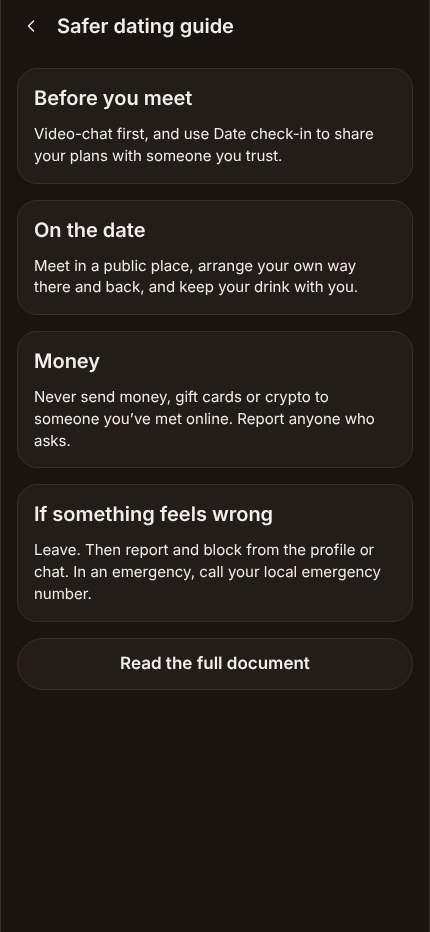 Safer dating guide
Before you meet
Video-chat first, and use Date check-in to share
your plans with someone you trust.
On the date
Meet in a public place, arrange your own way
there and back, and keep your drink with you.
Money
Never send money, gift cards or crypto to
someone you’ve met online. Report anyone who
asks.
If something feels wrong
Leave. Then report and block from the profile or
chat. In an emergency, call your local emergency
number.
Read the full document